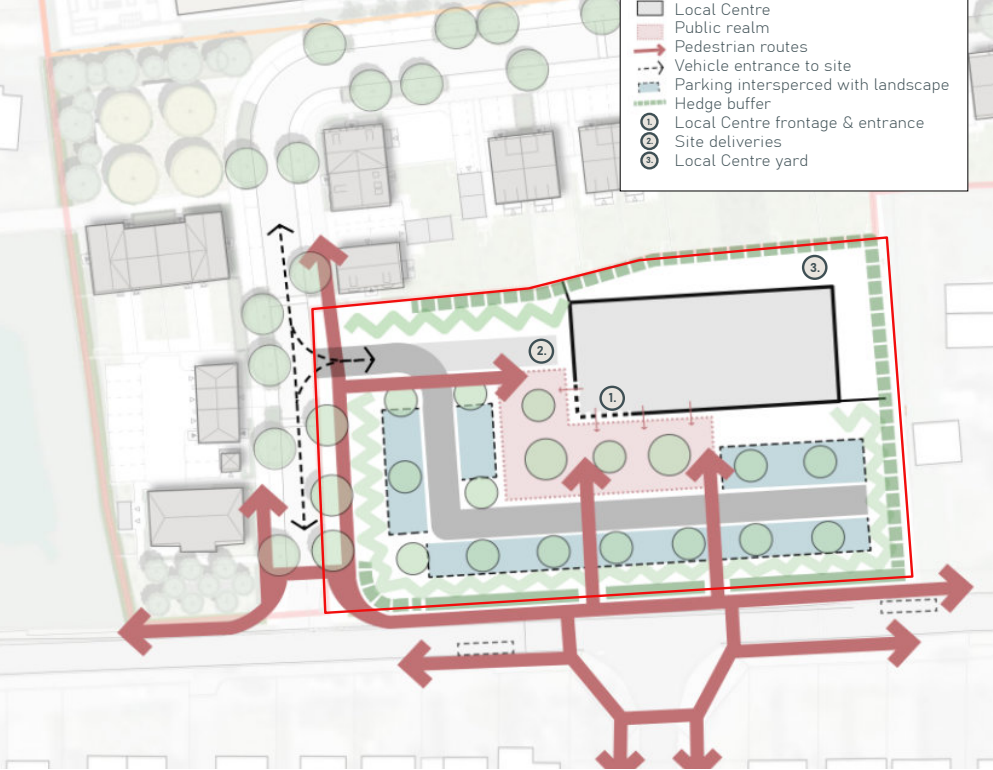 Local Centre
Public realm
Pedestrian routes
Vehicle entrance to site
Parking interspersed with landscape
Hedge buffer
1. Local Centre frontage & entrance
2. Site deliveries
3. Local Centre yard
3.
2.
1.